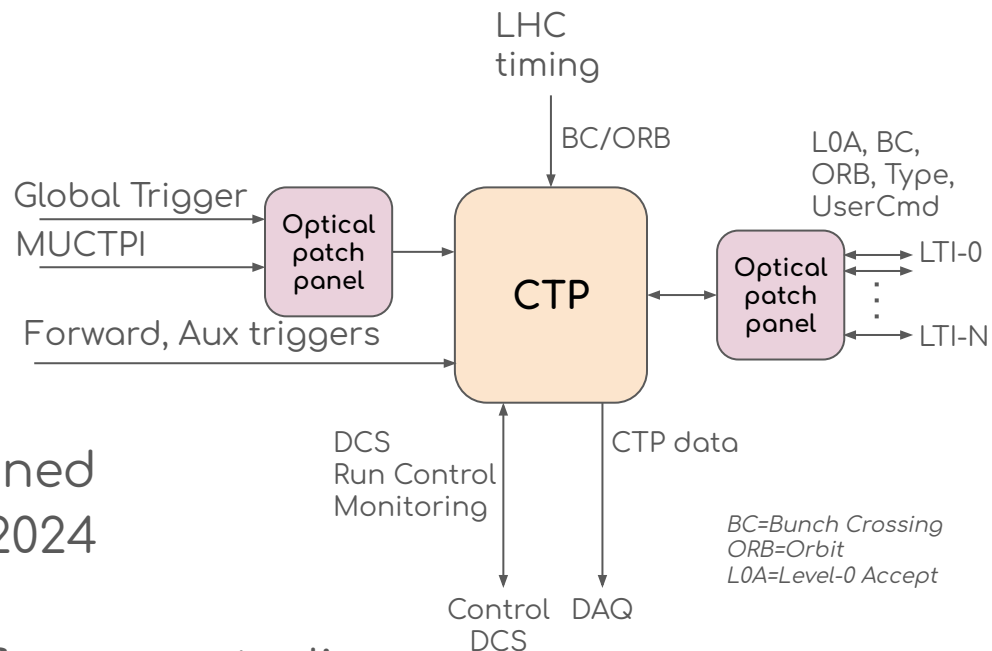 LHC
timing
BC/ORB
L0A, BC,
ORB, Type,
UserCmd
Global Trigger
MUCTPI
Optical
patch
panel
CTP
Optical
patch
panel
LTI-0
LTI-N
Forward, Aux triggers
DCS
Run Control
Monitoring
CTP data
ned
2024
BC=Bunch Crossing
ORB=Orbit
L0A=Level-0 Accept
Control
DCS
DAQ